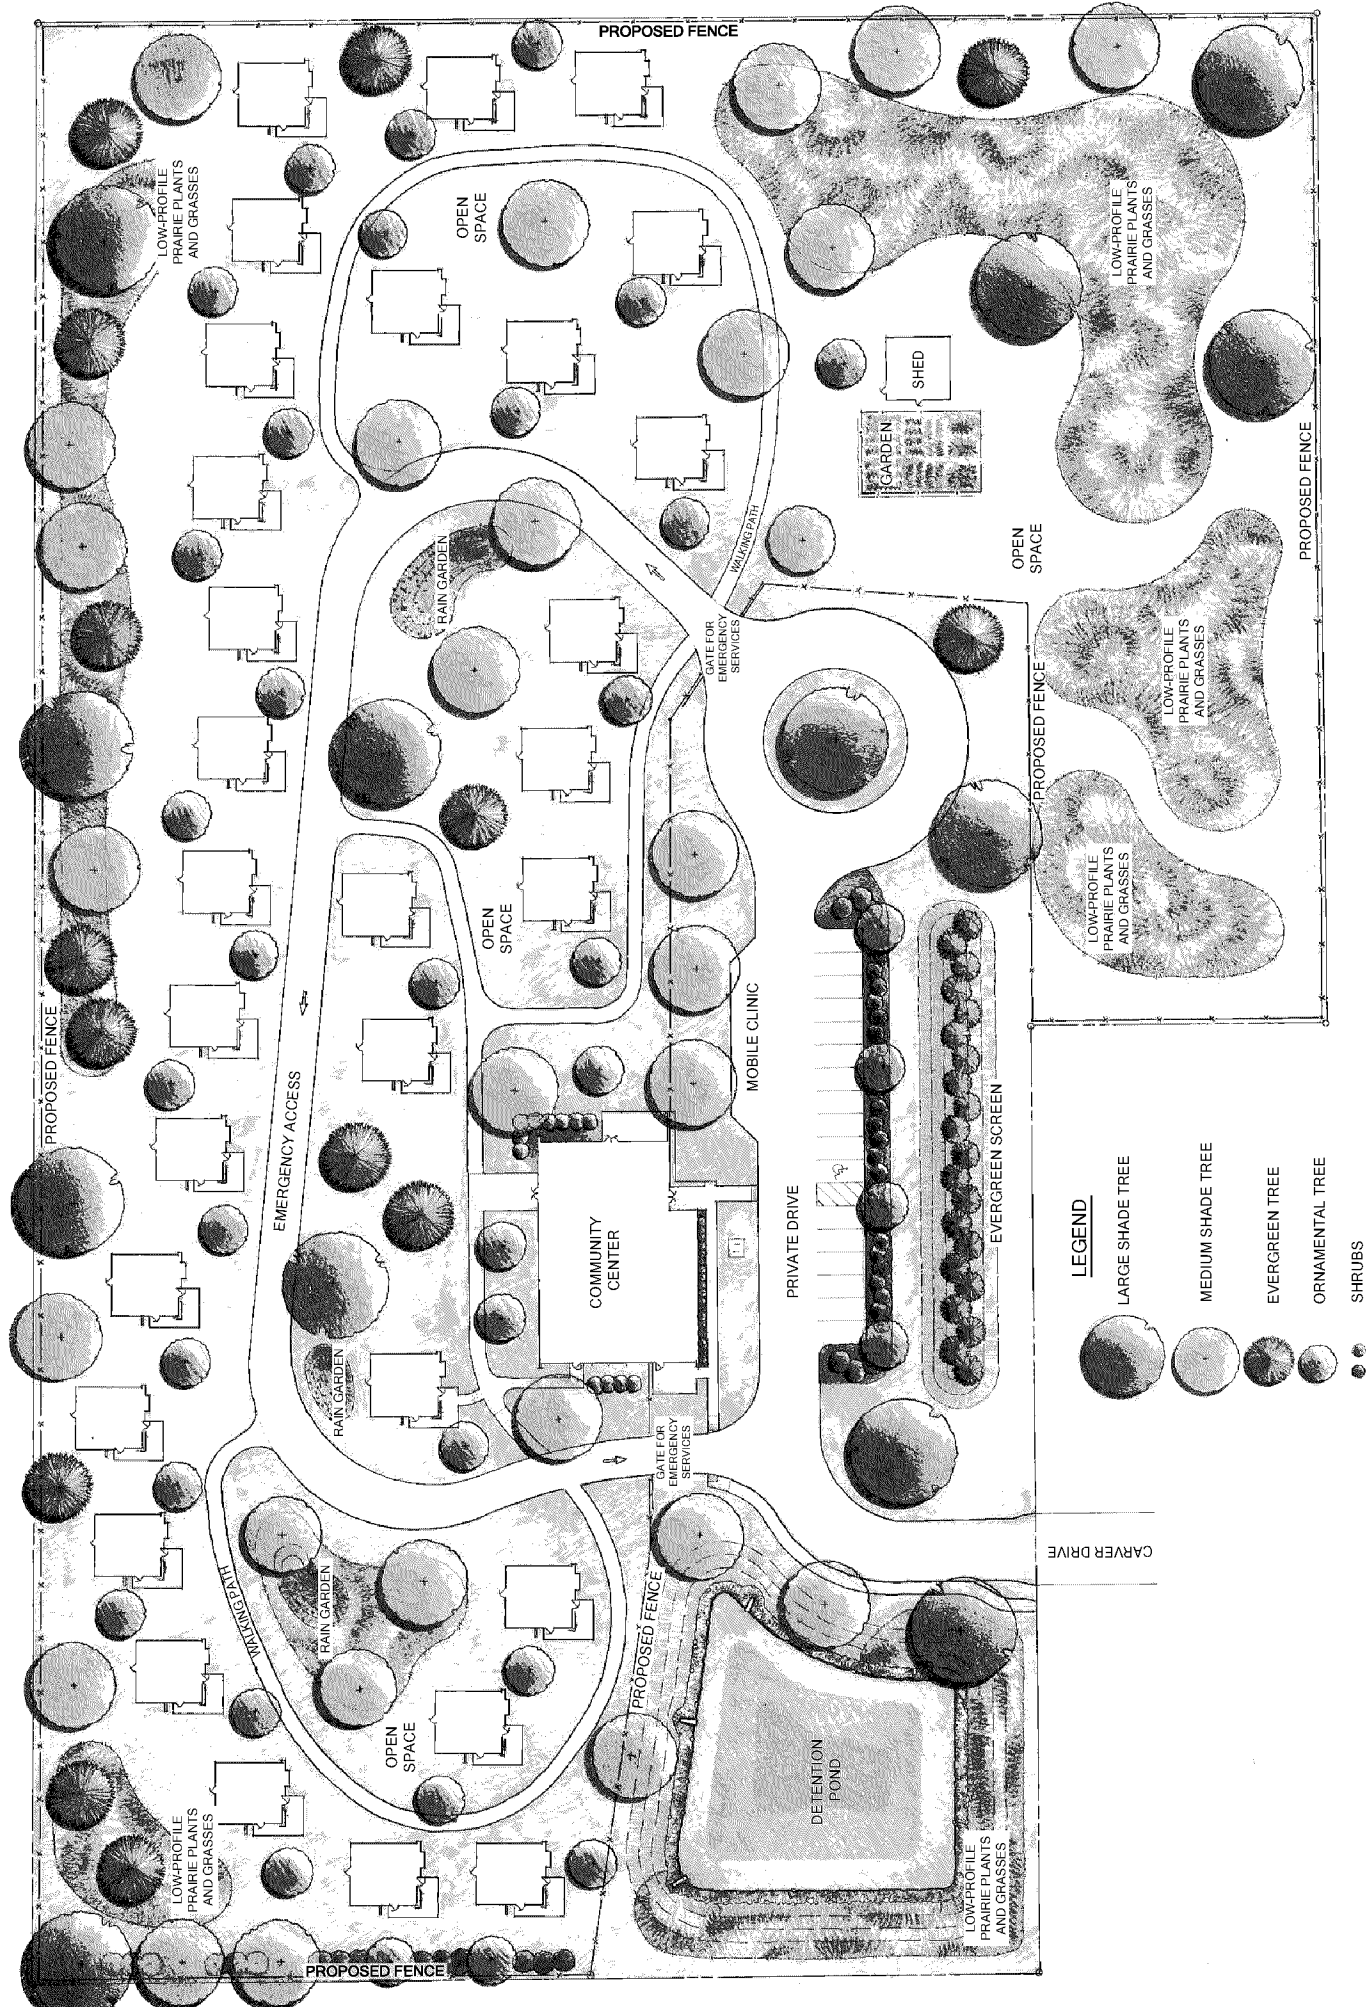 PROPOSED FENCE
LOW-PROFILE
PRAIRIE PLANTS
AND GRASSES
OPEN
SPACE
LOW-PROFILE
PRAIRIE PLANTS
AND GRASSES
SHED
GARDEN
PROPOSED FENCE
WALKING PATH
OPEN
SPACE
RAIN GARDEN
GATE FOR
EMERGENCY
SERVICES
PROPOSED FENCE
LOW-PROFILE
PRAIRIE PLANTS
AND GRASSES
LOW-PROFILE
PRAIRIE PLANTS
AND GRASSES
OPEN
SPACE
PROPOSED FENCE
MOBILE CLINIC
EMERGENCY ACCESS
EVERGREEN SCREEN
COMMUNITY
CENTER
PRIVATE DRIVE
RAIN GARDEN
GATE FOR
EMERGENCY
SERVICES
LEGEND
LARGE SHADE TREE
MEDIUM SHADE TREE
EVERGREEN TREE
ORNAMENTAL TREE
SHRUBS
CARVER DRIVE
WALKING PATH
RAIN GARDEN
PROPOSED FENCE
OPEN
SPACE
DETENTION
POND
LOW-PROFILE
PRAIRIE PLANTS
AND GRASSES
LOW-PROFILE
PRAIRIE PLANTS
AND GRASSES
PROPOSED FENCE